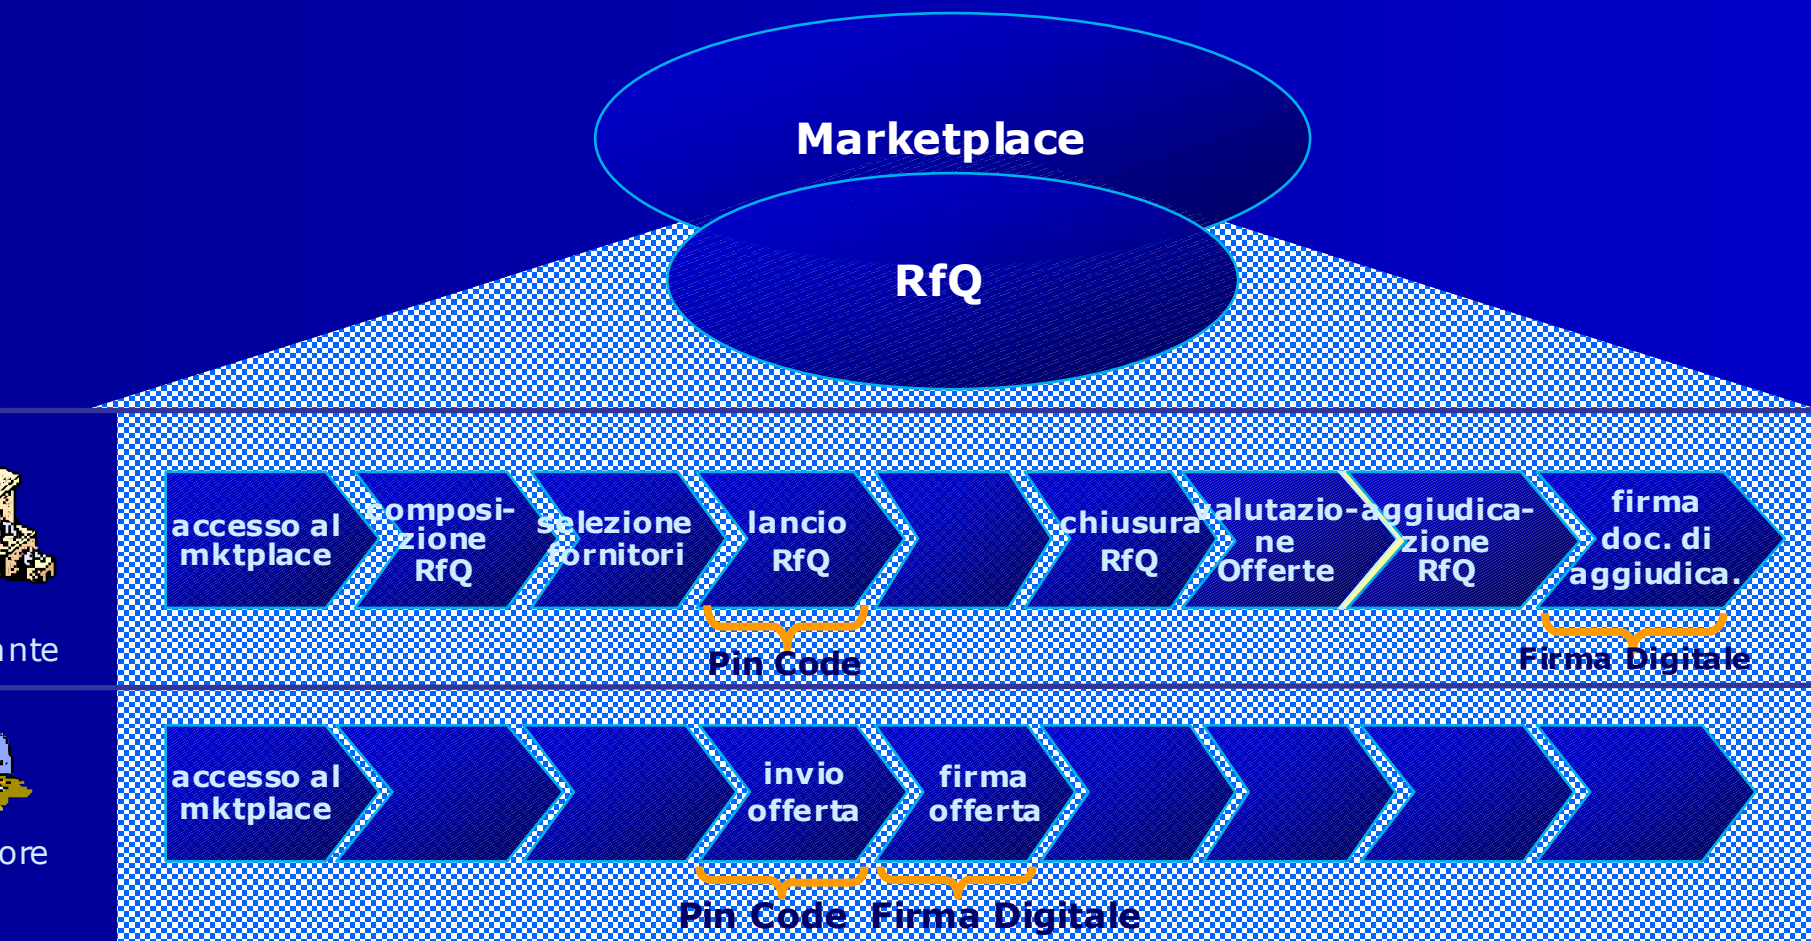 Marketplace
RfQ
accesso al
mktplace
composi-
zione
RfQ
selezione
fornitori
lancio
RfQ
chiusura
RfQ
valutazio-
ne
Offerte
aggiudica-
zione
RfQ
firma
doc. di
aggiudica.
Pin Code
Firma Digitale
ante
accesso al
mktplace
invio
offerta
firma
offerta
ore
Pin Code Firma Digitale